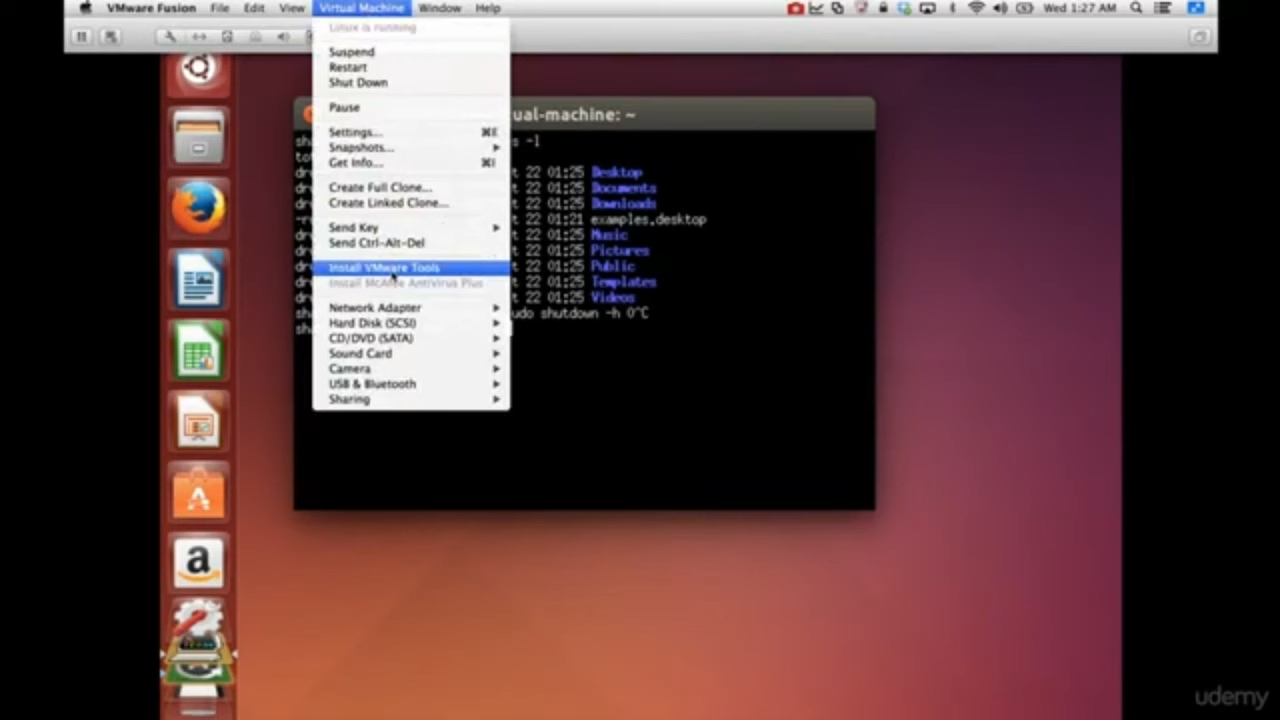 VMware Fusion File Edit View Virtual Machine Window Help Wed 1:27 AM
Linux is running
Suspend
Restart
Shut Down
Pause
Settings... ⌘E
Snapshots...
Get Info... ⌘I
Create Full Clone...
Create Linked Clone...
Send Key
Send Ctrl-Alt-Del
Install VMware Tools
Install McAfee AntiVirus Plus
Network Adapter
Hard Disk (SCSI)
CD/DVD (SATA)
Sound Card
Camera
USB & Bluetooth
Sharing
ual-machine: ~
s -l
t 22 01:25 Desktop
t 22 01:25 Documents
t 22 01:25 Downloads
t 22 01:21 examples.desktop
t 22 01:25 Music
t 22 01:25 Pictures
t 22 01:25 Public
t 22 01:25 Templates
t 22 01:25 Videos
udo shutdown -h 0^C
udemy